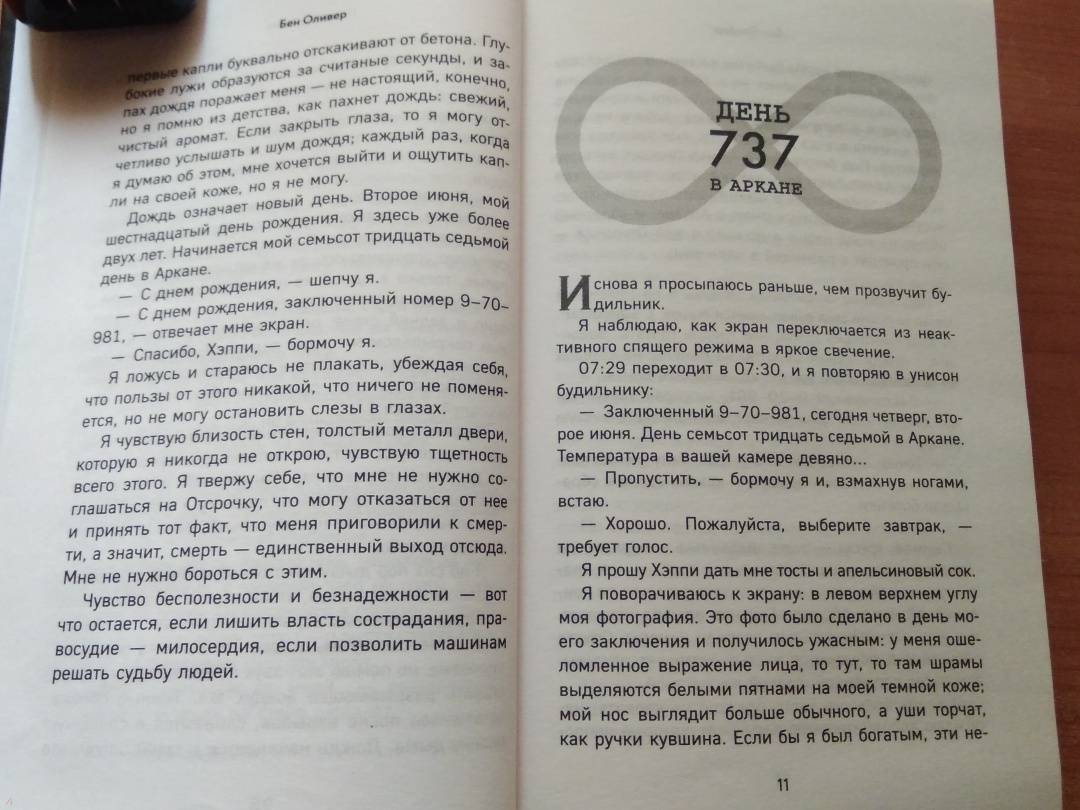 Бен Оливер
первые капли буквально отскакивают от бетона. Глу-
бокие лужи образуются за считаные секунды, и за-
пах дождя поражает меня — не настоящий, конечно,
но я помню из детства, как пахнет дождь: свежий,
чистый аромат. Если закрыть глаза, то я могу от-
четливо услышать и шум дождя; каждый раз, когда
я думаю об этом, мне хочется выйти и ощутить кап-
ли на своей коже, но я не могу.
Дождь означает новый день. Второе июня, мой
шестнадцатый день рождения. Я здесь уже более
двух лет. Начинается мой семьсот тридцать седьмой
день в Аркане.
— С днем рождения, — шепчу я.
— С днем рождения, заключенный номер 9–70–
981, — отвечает мне экран.
— Спасибо, Хэппи, — бормочу я.
Я ложусь и стараюсь не плакать, убеждая себя,
что пользы от этого никакой, что ничего не поменя-
ется, но не могу остановить слезы в глазах.
Я чувствую близость стен, толстый металл двери,
которую я никогда не открою, чувствую тщетность
всего этого. Я твержу себе, что мне не нужно со-
глашаться на Отсрочку, что могу отказаться от нее
и принять тот факт, что меня приговорили к смер-
ти, а значит, смерть — единственный выход отсюда.
Мне не нужно бороться с этим.
Чувство бесполезности и безнадежности — вот
что остается, если лишить власть сострадания, пра-
восудие — милосердия, если позволить машинам
решать судьбу людей.
ДЕНЬ
737
В АРКАНЕ
И снова я просыпаюсь раньше, чем прозвучит бу-
дильник.
Я наблюдаю, как экран переключается из неак-
тивного спящего режима в яркое свечение.
07:29 переходит в 07:30, и я повторяю в унисон
будильнику:
— Заключенный 9–70–981, сегодня четверг, вто-
рое июня. День семьсот тридцать седьмой в Аркане.
Температура в вашей камере девяно...
— Пропустить, — бормочу я и, взмахнув ногами,
встаю.
— Хорошо. Пожалуйста, выберите завтрак, —
требует голос.
Я прошу Хэппи дать мне тосты и апельсиновый сок.
Я поворачиваюсь к экрану: в левом верхнем углу
моя фотография. Это фото было сделано в день мо-
его заключения и получилось ужасным: у меня оше-
ломленное выражение лица, то тут, то там шрамы
выделяются белыми пятнами на моей темной коже;
мой нос выглядит больше обычного, а уши торчат,
как ручки кувшина. Если бы я был богатым, эти не-
11